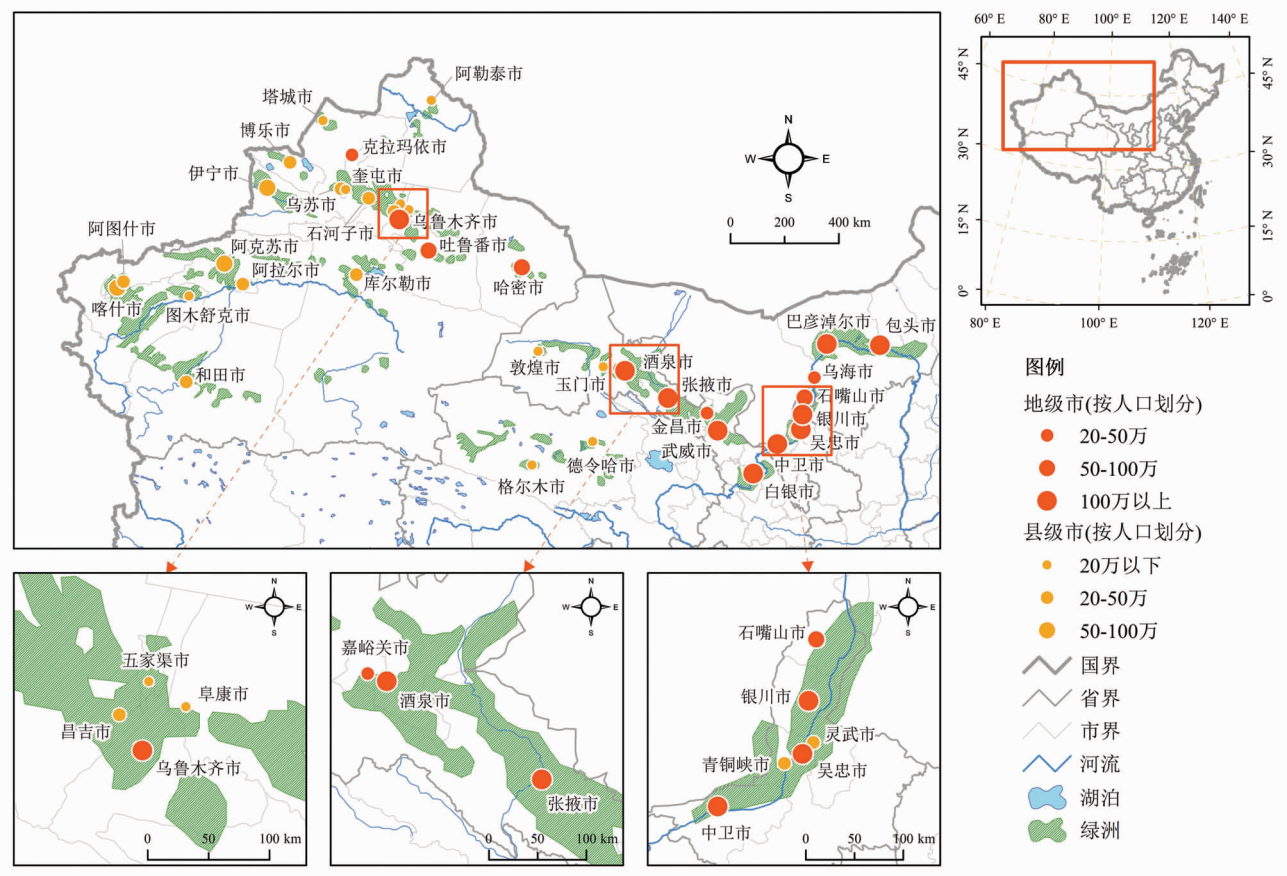 阿勒泰市
塔城市
博乐市
克拉玛依市
伊宁市
奎屯市
乌苏市
石河子市
乌鲁木齐市
阿图什市
阿克苏市
吐鲁番市
阿拉尔市
库尔勒市
哈密市
喀什市
图木舒克市
和田市
敦煌市
玉门市
酒泉市
张掖市
金昌市
武威市
德令哈市
格尔木市
巴彦淖尔市
包头市
乌海市
石嘴山市
银川市
吴忠市
中卫市
白银市
N
W
E
S
0 200 400 km
60° E 80° E 100° E 120° E 140° E
45° N
30° N
15° N
0°
45° N
30° N
15° N
0°
80° E 100° E 120° E
图例
地级市(按人口划分)
20-50万
50-100万
100万以上
县级市(按人口划分)
20万以下
20-50万
50-100万
国界
省界
市界
河流
湖泊
绿洲
N
W E
S
五家渠市
阜康市
昌吉市
乌鲁木齐市
0 50 100 km
N
W E
S
嘉峪关市
酒泉市
张掖市
0 50 100 km
N
W E
S
石嘴山市
银川市
灵武市
青铜峡市
吴忠市
中卫市
0 50 100 km